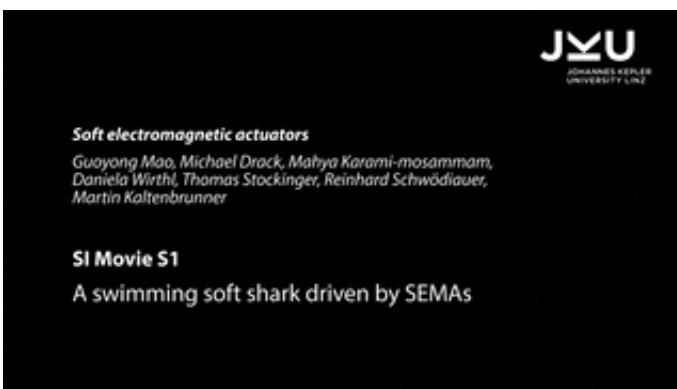 JKU
JOHANNES KEPLER
UNIVERSITY LINZ
Soft electromagnetic actuators
Guoyong Mao, Michael Drack, Mahya Karami-mosammam,
Daniela Wirthl, Thomas Stockinger, Reinhard Schwödiauer,
Martin Kaltenbrunner
SI Movie S1
A swimming soft shark driven by SEMAs